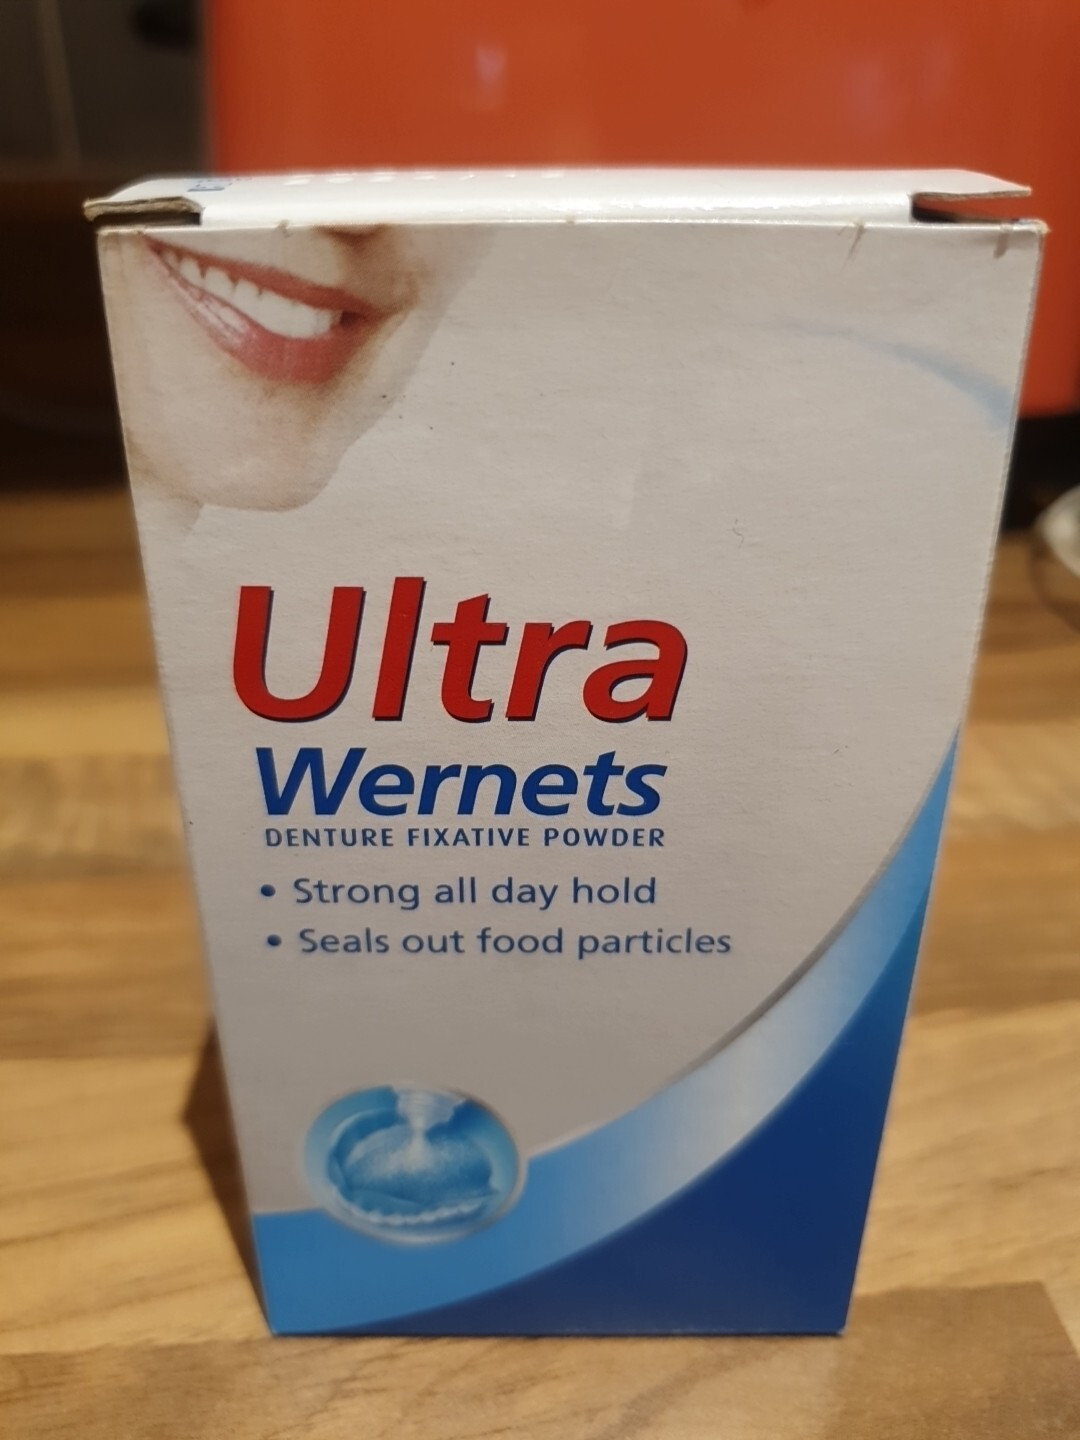 Ultra
Wernets
DENTURE FIXATIVE POWDER
• Strong all day hold
• Seals out food particles